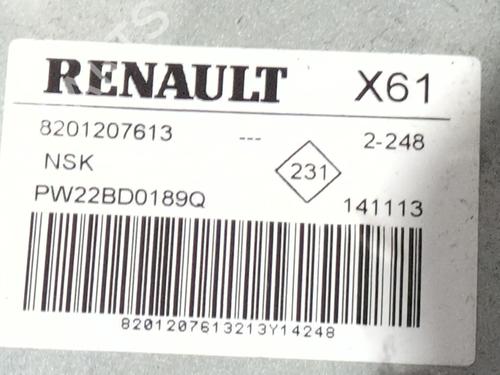 RENAULT X61
8201207613 --- 2-248
NSK 231
PW22BD0189Q 141113
8201207613213Y14248